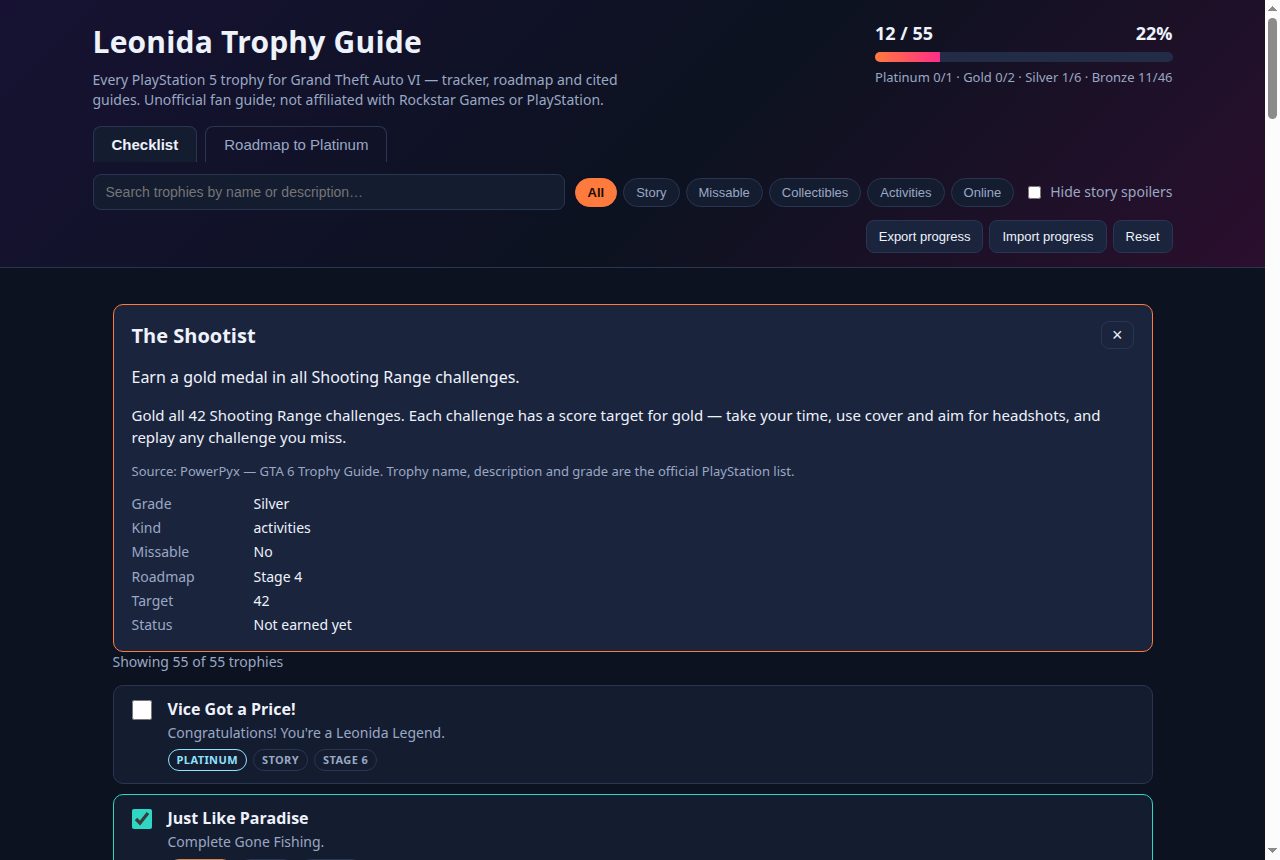 Leonida Trophy Guide
Every PlayStation 5 trophy for Grand Theft Auto VI — tracker, roadmap and cited
guides. Unofficial fan guide; not affiliated with Rockstar Games or PlayStation.
12 / 55 22%
Platinum 0/1 · Gold 0/2 · Silver 1/6 · Bronze 11/46
Checklist Roadmap to Platinum
Search trophies by name or description… All Story Missable Collectibles Activities Online Hide story spoilers
Export progress Import progress Reset
The Shootist ×
Earn a gold medal in all Shooting Range challenges.
Gold all 42 Shooting Range challenges. Each challenge has a score target for gold — take your time, use cover and aim for headshots, and
replay any challenge you miss.
Source: PowerPyx — GTA 6 Trophy Guide. Trophy name, description and grade are the official PlayStation list.
Grade Silver
Kind activities
Missable No
Roadmap Stage 4
Target 42
Status Not earned yet
Showing 55 of 55 trophies
Vice Got a Price!
Congratulations! You're a Leonida Legend.
PLATINUM STORY STAGE 6
Just Like Paradise
Complete Gone Fishing.